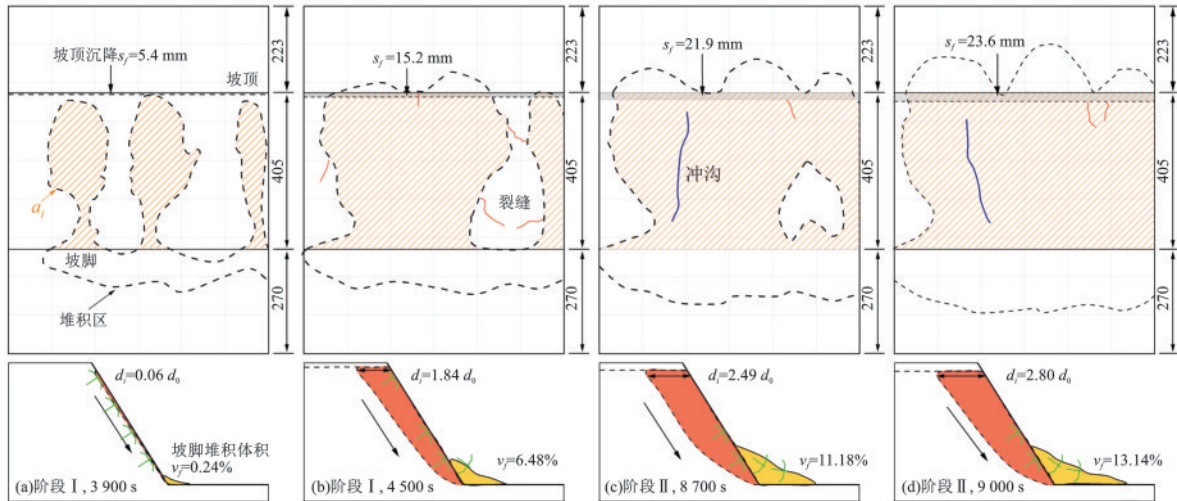 坡顶沉降s_f=5.4 mm
坡顶
a_i
坡脚
堆积区
223
405
270
d_i=0.06 d_0
坡脚堆积体积
v_f=0.24%
(a)阶段Ⅰ, 3 900 s
s_f=15.2 mm
裂缝
223
405
270
d_i=1.84 d_0
v_f=6.48%
(b)阶段Ⅰ, 4 500 s
s_f=21.9 mm
冲沟
223
405
270
d_i=2.49 d_0
v_f=11.18%
(c)阶段Ⅱ, 8 700 s
s_f=23.6 mm
223
405
270
d_i=2.80 d_0
v_f=13.14%
(d)阶段Ⅱ, 9 000 s